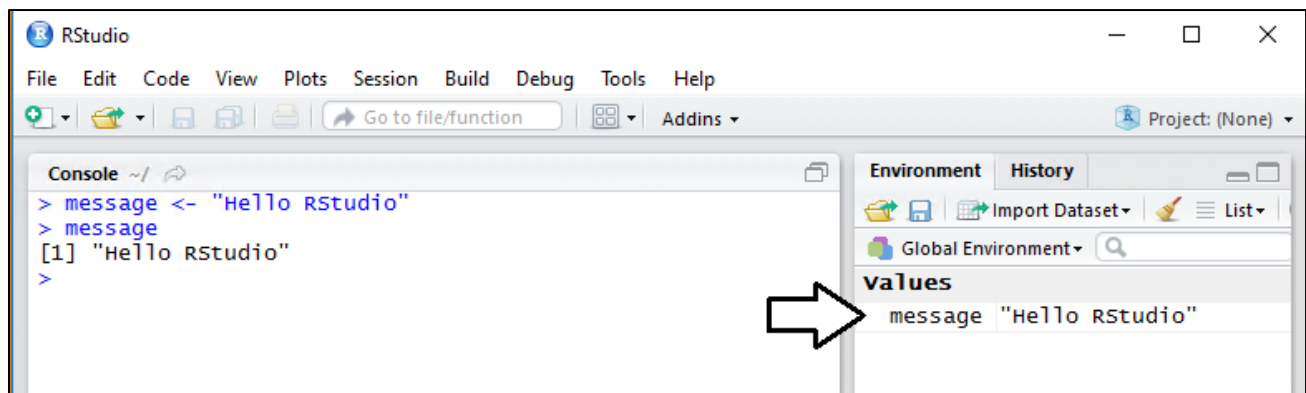 RStudio
File Edit Code View Plots Session Build Debug Tools Help
Go to file/function Addins Project: (None)
Console ~/
> message <- "Hello RStudio"
> message
[1] "Hello RStudio"
>
Environment History
Import Dataset List
Global Environment
Values
message "Hello RStudio"